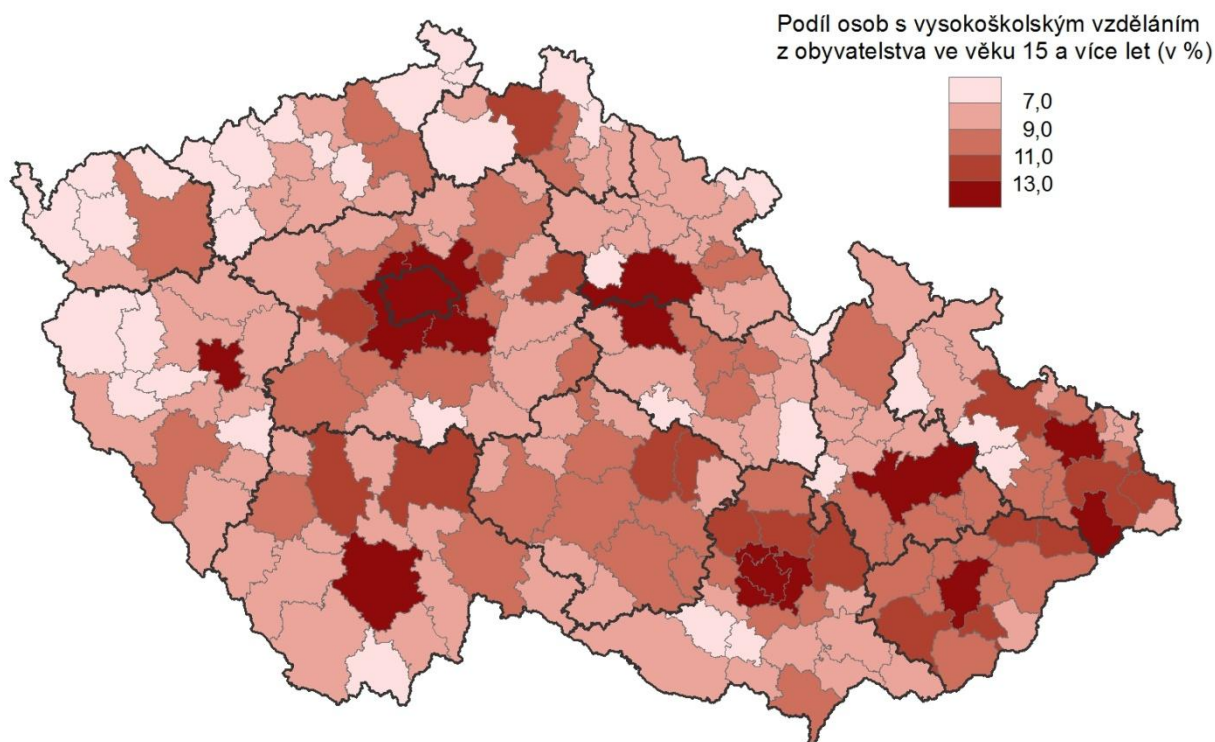 Podíl osob s vysokoškolským vzděláním
z obyvatelstva ve věku 15 a více let (v %)
7,0
9,0
11,0
13,0